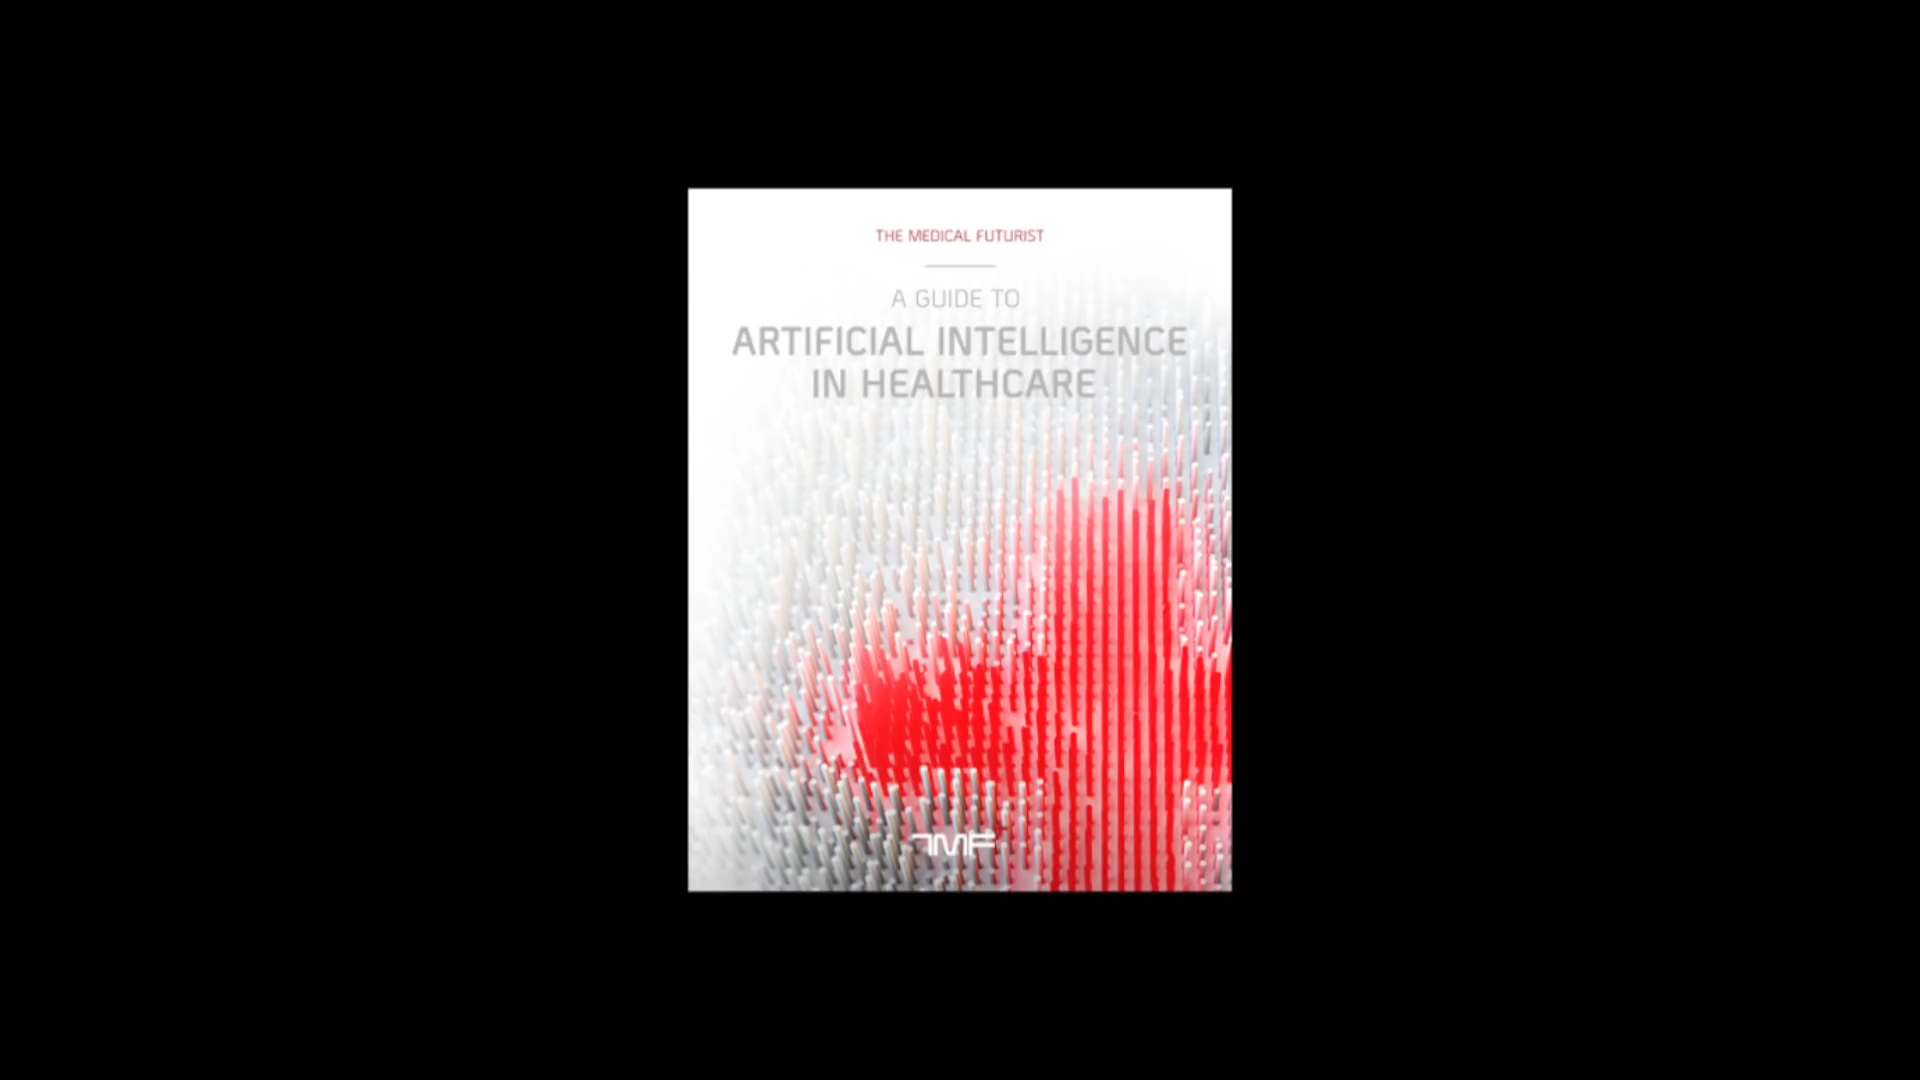 THE MEDICAL FUTURIST
A GUIDE TO
ARTIFICIAL INTELLIGENCE
IN HEALTHCARE
TMF